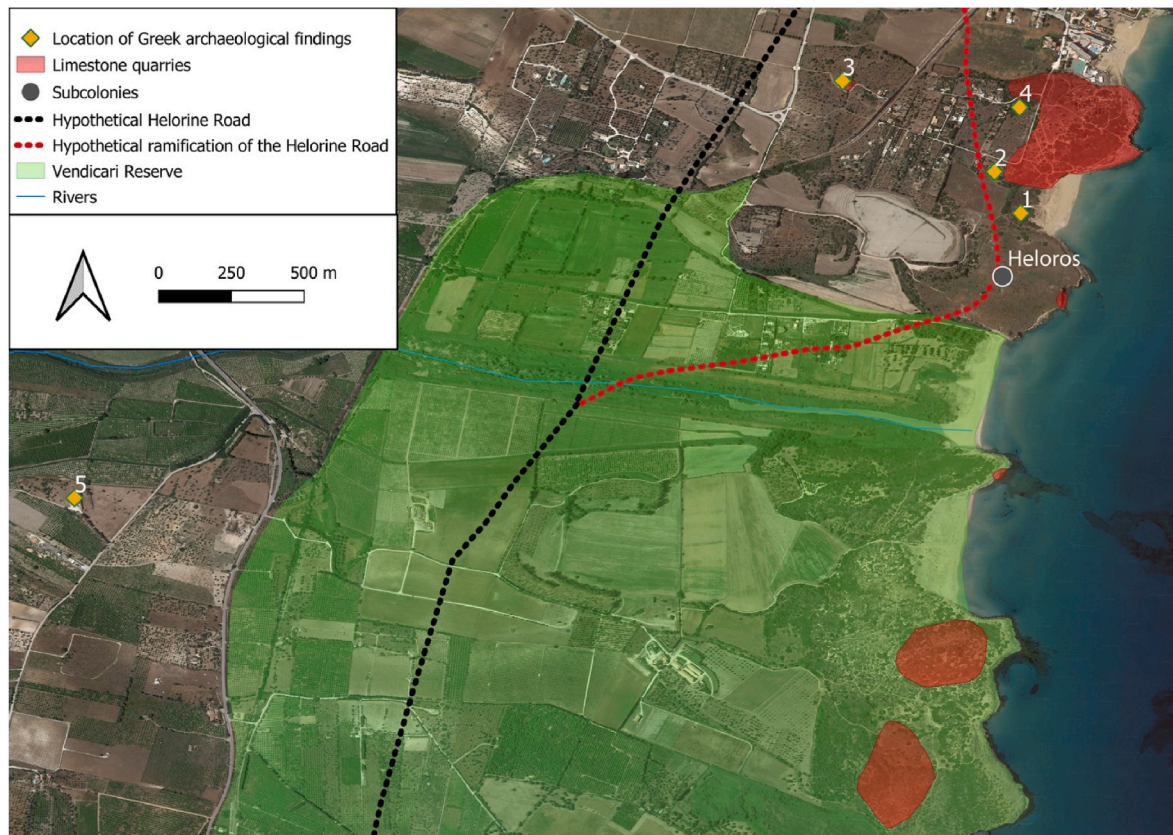 Location of Greek archaeological findings
Limestone quarries
Subcolonies
Hypothetical Helorine Road
Hypothetical ramification of the Helorine Road
Vendicari Reserve
Rivers
0 250 500 m
3
4
2
1
Heloros
5